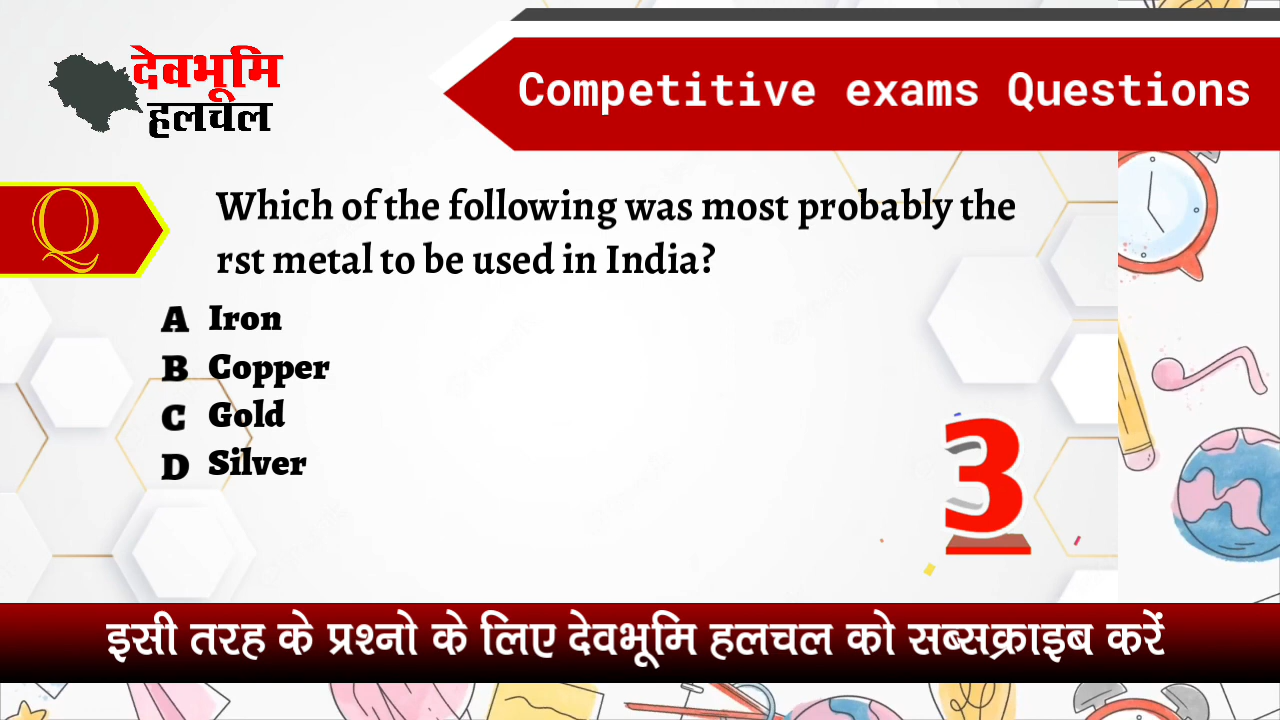 देवभूमि
हलचल
Competitive exams Questions
Q
Which of the following was most probably the
rst metal to be used in India?
A Iron
B Copper
C Gold
D Silver
3
इसी तरह के प्रश्नो के लिए देवभूमि हलचल को सब्सक्राइब करें